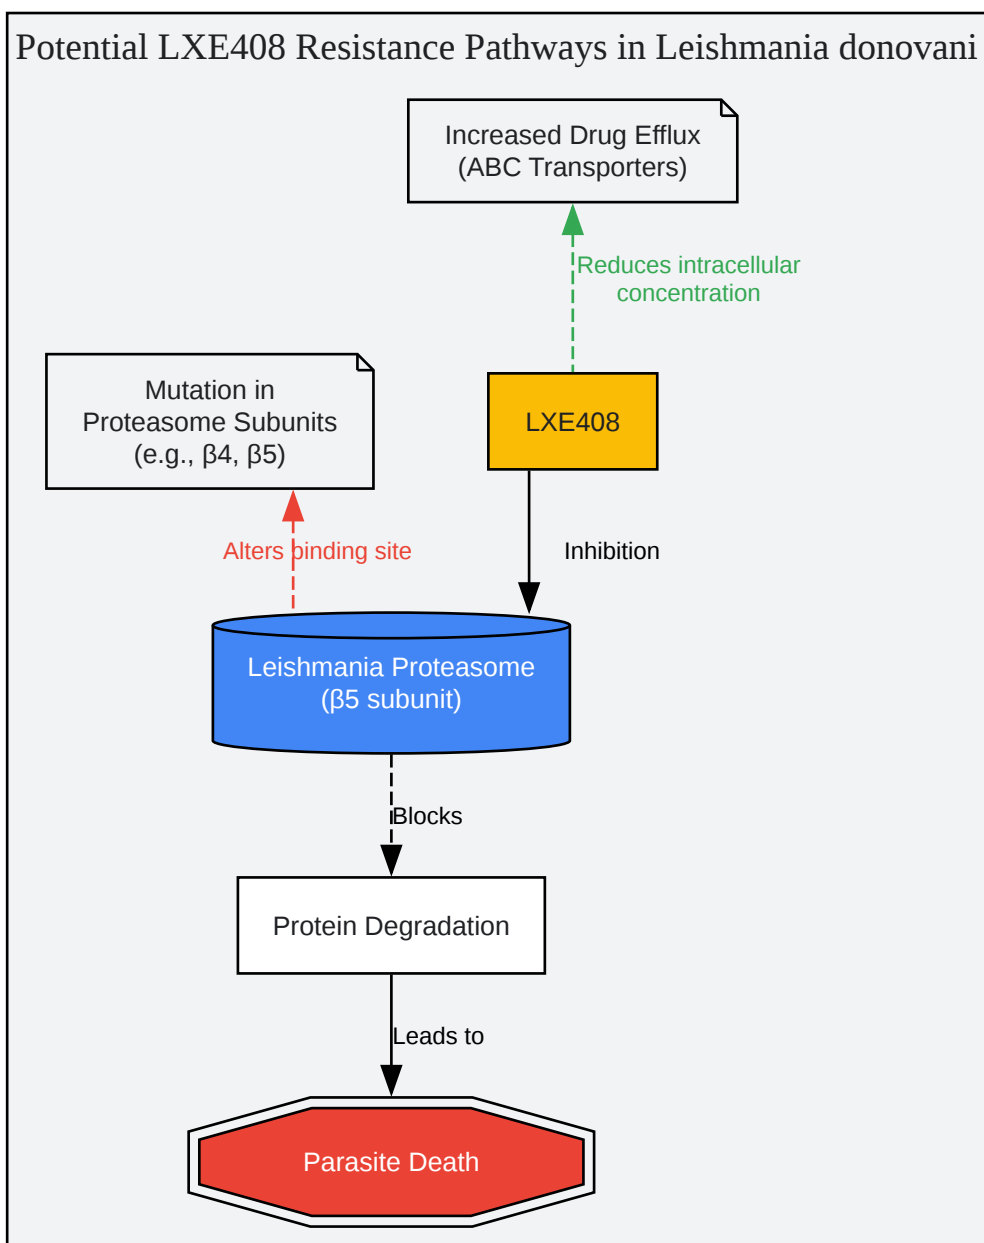 Potential LXE408 Resistance Pathways in Leishmania donovani
Increased Drug Efflux
(ABC Transporters)
Reduces intracellular
concentration
Mutation in
Proteasome Subunits
(e.g., β4, β5)
LXE408
Alters binding site
Inhibition
Leishmania Proteasome
(β5 subunit)
Blocks
Protein Degradation
Leads to
Parasite Death